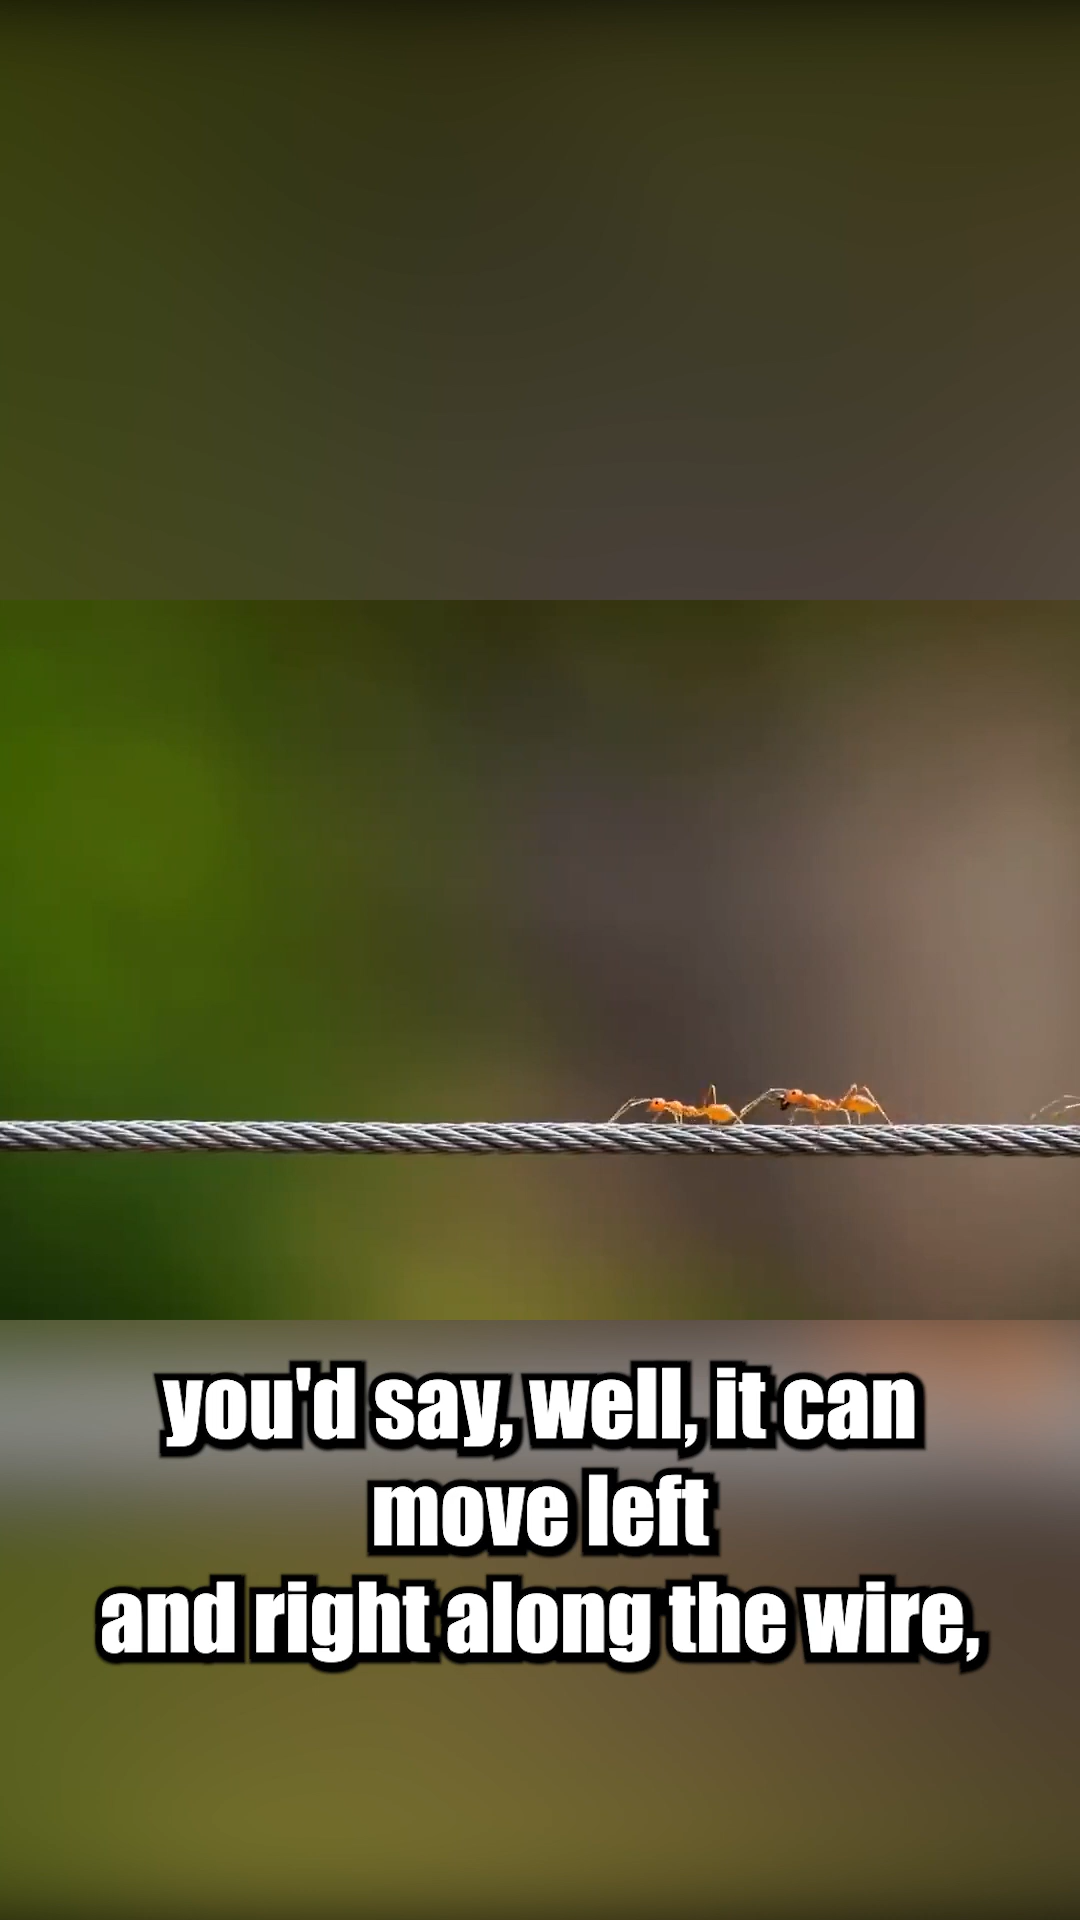 you'd say, well, it can
move left
and right along the wire,